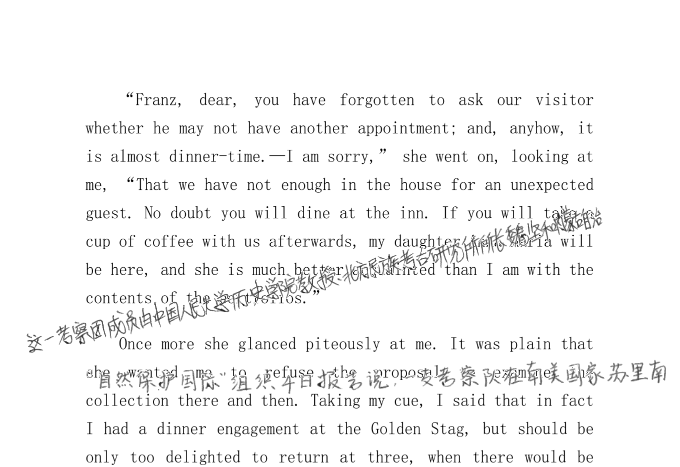 “Franz, dear, you have forgotten to ask our visitor
whether he may not have another appointment; and, anyhow, it
is almost dinner-time.—I am sorry,” she went on, looking at
me, “That we have not enough in the house for an unexpected
guest. No doubt you will dine at the inn. If you will take a
cup of coffee with us afterwards, my daughter will
be here, and she is much better acquainted than I am with the
contents of the portfolios.”
这一考察团成员由中国人民大学历史学院教授、北京民族考古研究所所长
Once more she glanced piteously at me. It was plain that
she wanted me to refuse the proposal to examine the
“自然保护国际”组织年日报告说，考察队在南美国家苏里南
collection there and then. Taking my cue, I said that in fact
I had a dinner engagement at the Golden Stag, but should be
only too delighted to return at three, when there would be